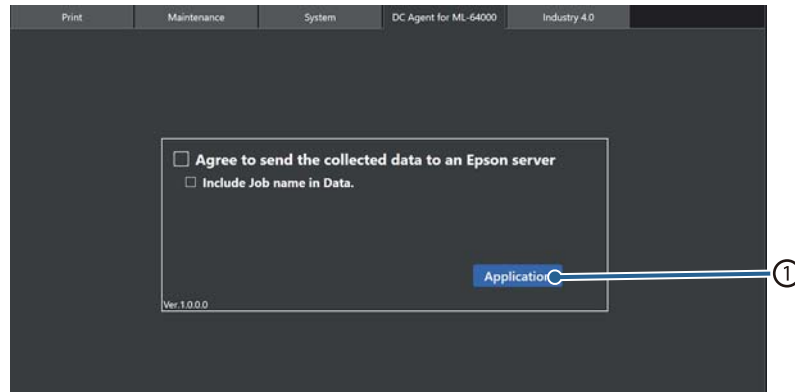 Print Maintenance System DC Agent for ML-64000 Industry 4.0
Agree to send the collected data to an Epson server
Include Job name in Data.
Application
1
Ver.1.0.0.0